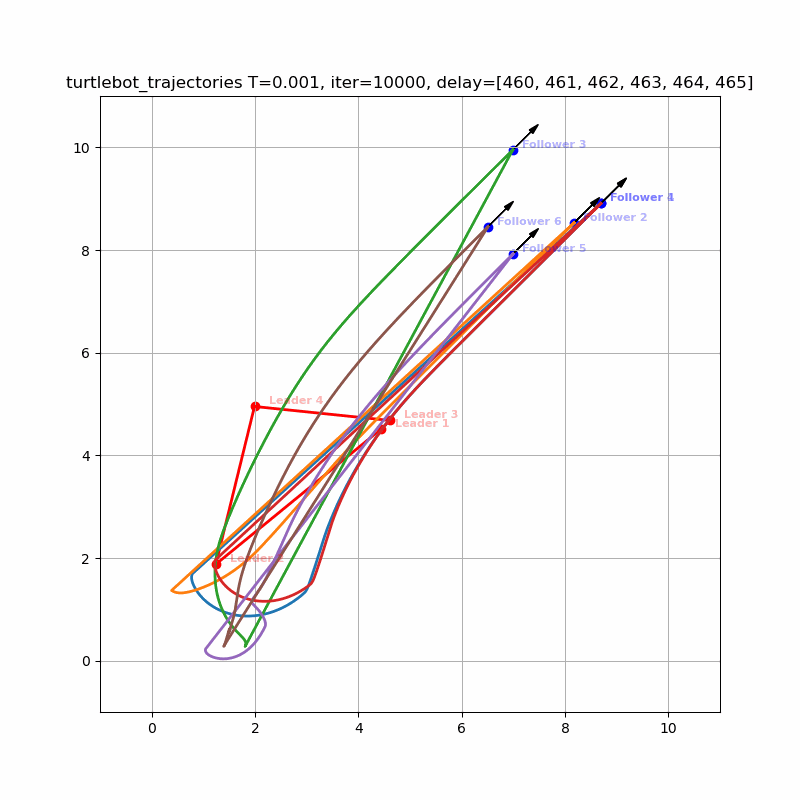 turtlebot_trajectories T=0.001, iter=10000, delay=[460, 461, 462, 463, 464, 465]
10
Follower 3
Follower 4
Follower 6
Follower 2
8
Follower 5
6
Leader 4
Leader 3
Leader 1
4
2
0
0
2
4
6
8
10